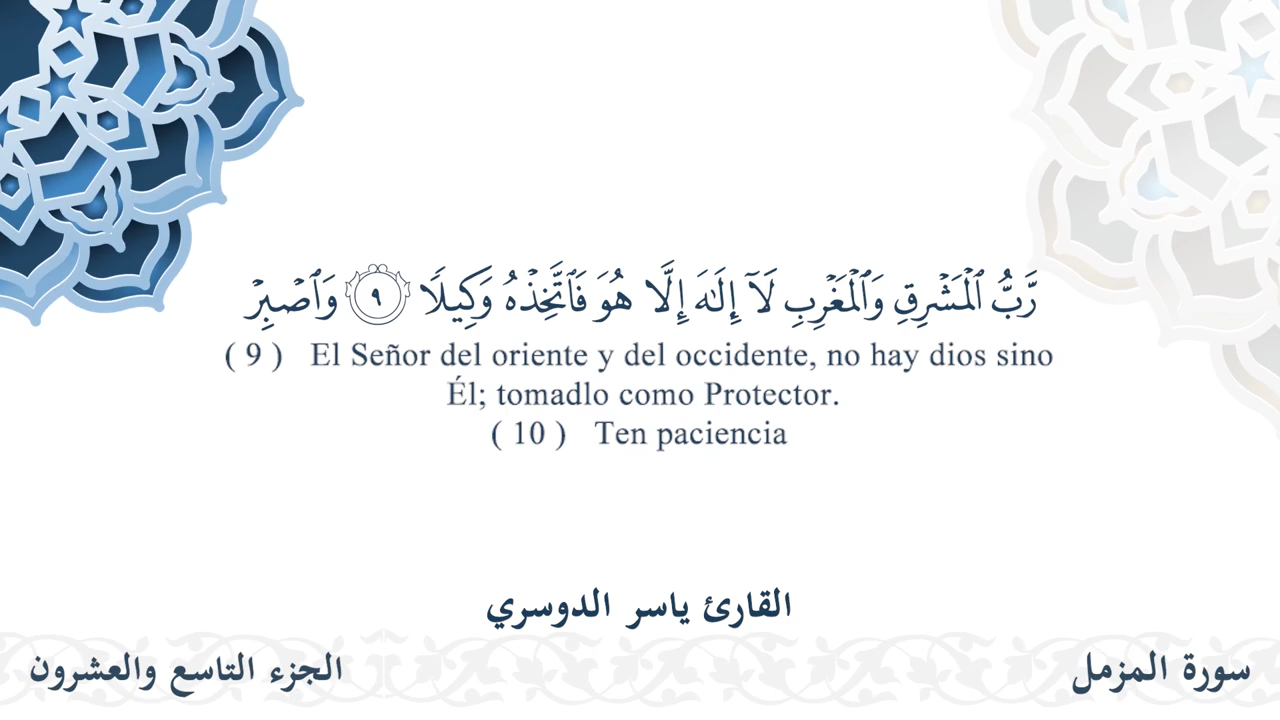 رَّبُّ ٱلْمَشْرِقِ وَٱلْمَغْرِبِ لَآ إِلَٰهَ إِلَّا هُوَ فَٱتَّخِذْهُ وَكِيلًا ۝٩ وَٱصْبِرْ
( 9 ) El Señor del oriente y del occidente, no hay dios sino
Él; tomadlo como Protector.
( 10 ) Ten paciencia
القارئ ياسر الدوسري
سورة المزمل
الجزء التاسع والعشرون